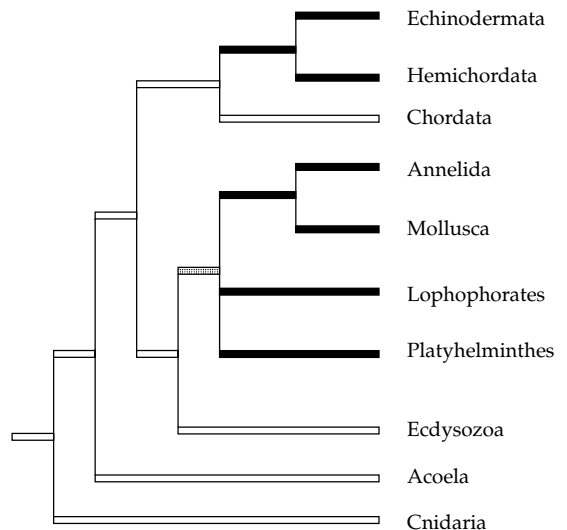 Echinodermata
Hemichordata
Chordata
Annelida
Mollusca
Lophophorates
Platyhelminthes
Ecdysozoa
Acoela
Cnidaria